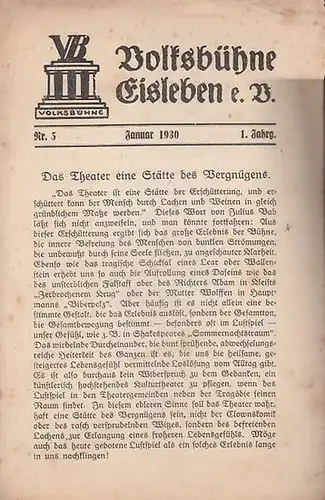 VB
VOLKSBÜHNE
Volksbühne
Eisleben e. V.
Nr. 5 Januar 1930 1. Jahrg.
Das Theater eine Stätte des Vergnügens.
„Das Theater ist eine Stätte der Erschütterung, und er-
schüttert kann der Mensch durch Lachen und Weinen in gleich
gründlichem Maße werden.“ Dieses Wort von Julius Bab
läßt sich nicht anzweifeln, und man könnte fortfahren: Aus
dieser Erschütterung ergibt sich das große Erlebnis der Bühne,
die innere Befreiung des Menschen von dunklen Strömungen,
die unbewußt durch seine Seele fließen, zu angeschauter Klarheit.
Ebenso wie das tragische Schicksal eines Lear oder Wallen-
stein erhebt uns so auch die Aufrollung eines Daseins wie das
des unsterblichen Falstaff oder des Richters Adam in Kleists
„Zerbrochenen Krug“ oder der Mutter Wolffen in Haupt-
manns „Biberpelz“. Aber häufig ist es nicht allein eine be-
stimmte Gestalt, die das Erlebnis auslöst, sondern der Gesamtton,
die Gesamtbewegung bestimmt — besonders oft im Lustspiel —
unser Gefühl, wie z. B. in Shakespeares „Sommernachtstraum“.
Das wirbelnde Durcheinander, die bunt sprühende, abwechslungs-
reiche Heiterkeit des Ganzen ist es, die uns die heilsame, ge-
steigertes Lebensgefühl vermittelnde Loslösung vom Alltag gibt.
Es ist also durchaus kein Widerspruch zu dem Gedanken, ein
künstlerisch hochstehendes Kulturtheater zu pflegen, wenn das
Lustspiel in den Theatergemeinden neben der Tragödie seinen
Raum findet. In diesem edleren Sinne soll das Theater wahr-
haft eine Stätte des Vergnügens sein, nicht der Clownskomik
oder des rasch verpufften Witzes, sondern des befreienden
Lachens zur Erlangung eines froheren Lebensgefühls. Möge
auch das heute gebotene Lustspiel als ein solches Erlebnis lange
in uns nachklingen!